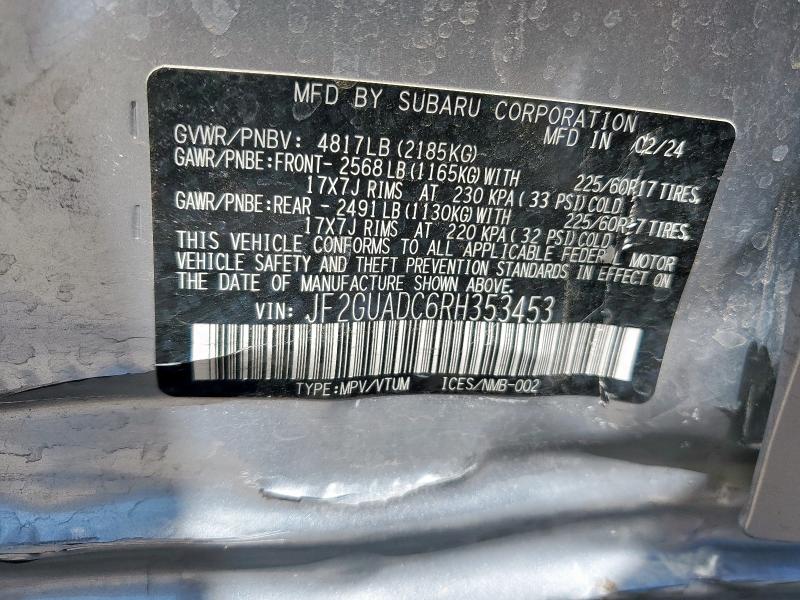 MFD BY SUBARU CORPORATION
GVWR/PNBV: 4817LB (2185KG) MFD IN 02/24
GAWR/PNBE:FRONT- 2568 LB (1165KG) WITH 225/60R17 TIRES,
17X7J RIMS AT 230 KPA (33 PSI) COLD
GAWR/PNBE:REAR - 2491 LB (1130KG) WITH 225/60R17 TIRES,
17X7J RIMS AT 220 KPA (32 PSI) COLD
THIS VEHICLE CONFORMS TO ALL APPLICABLE FEDERAL MOTOR
VEHICLE SAFETY AND THEFT PREVENTION STANDARDS IN EFFECT ON
THE DATE OF MANUFACTURE SHOWN ABOVE.
VIN: JF2GUADC6RH353453
TYPE:MPV/VTUM ICES/NMB-002